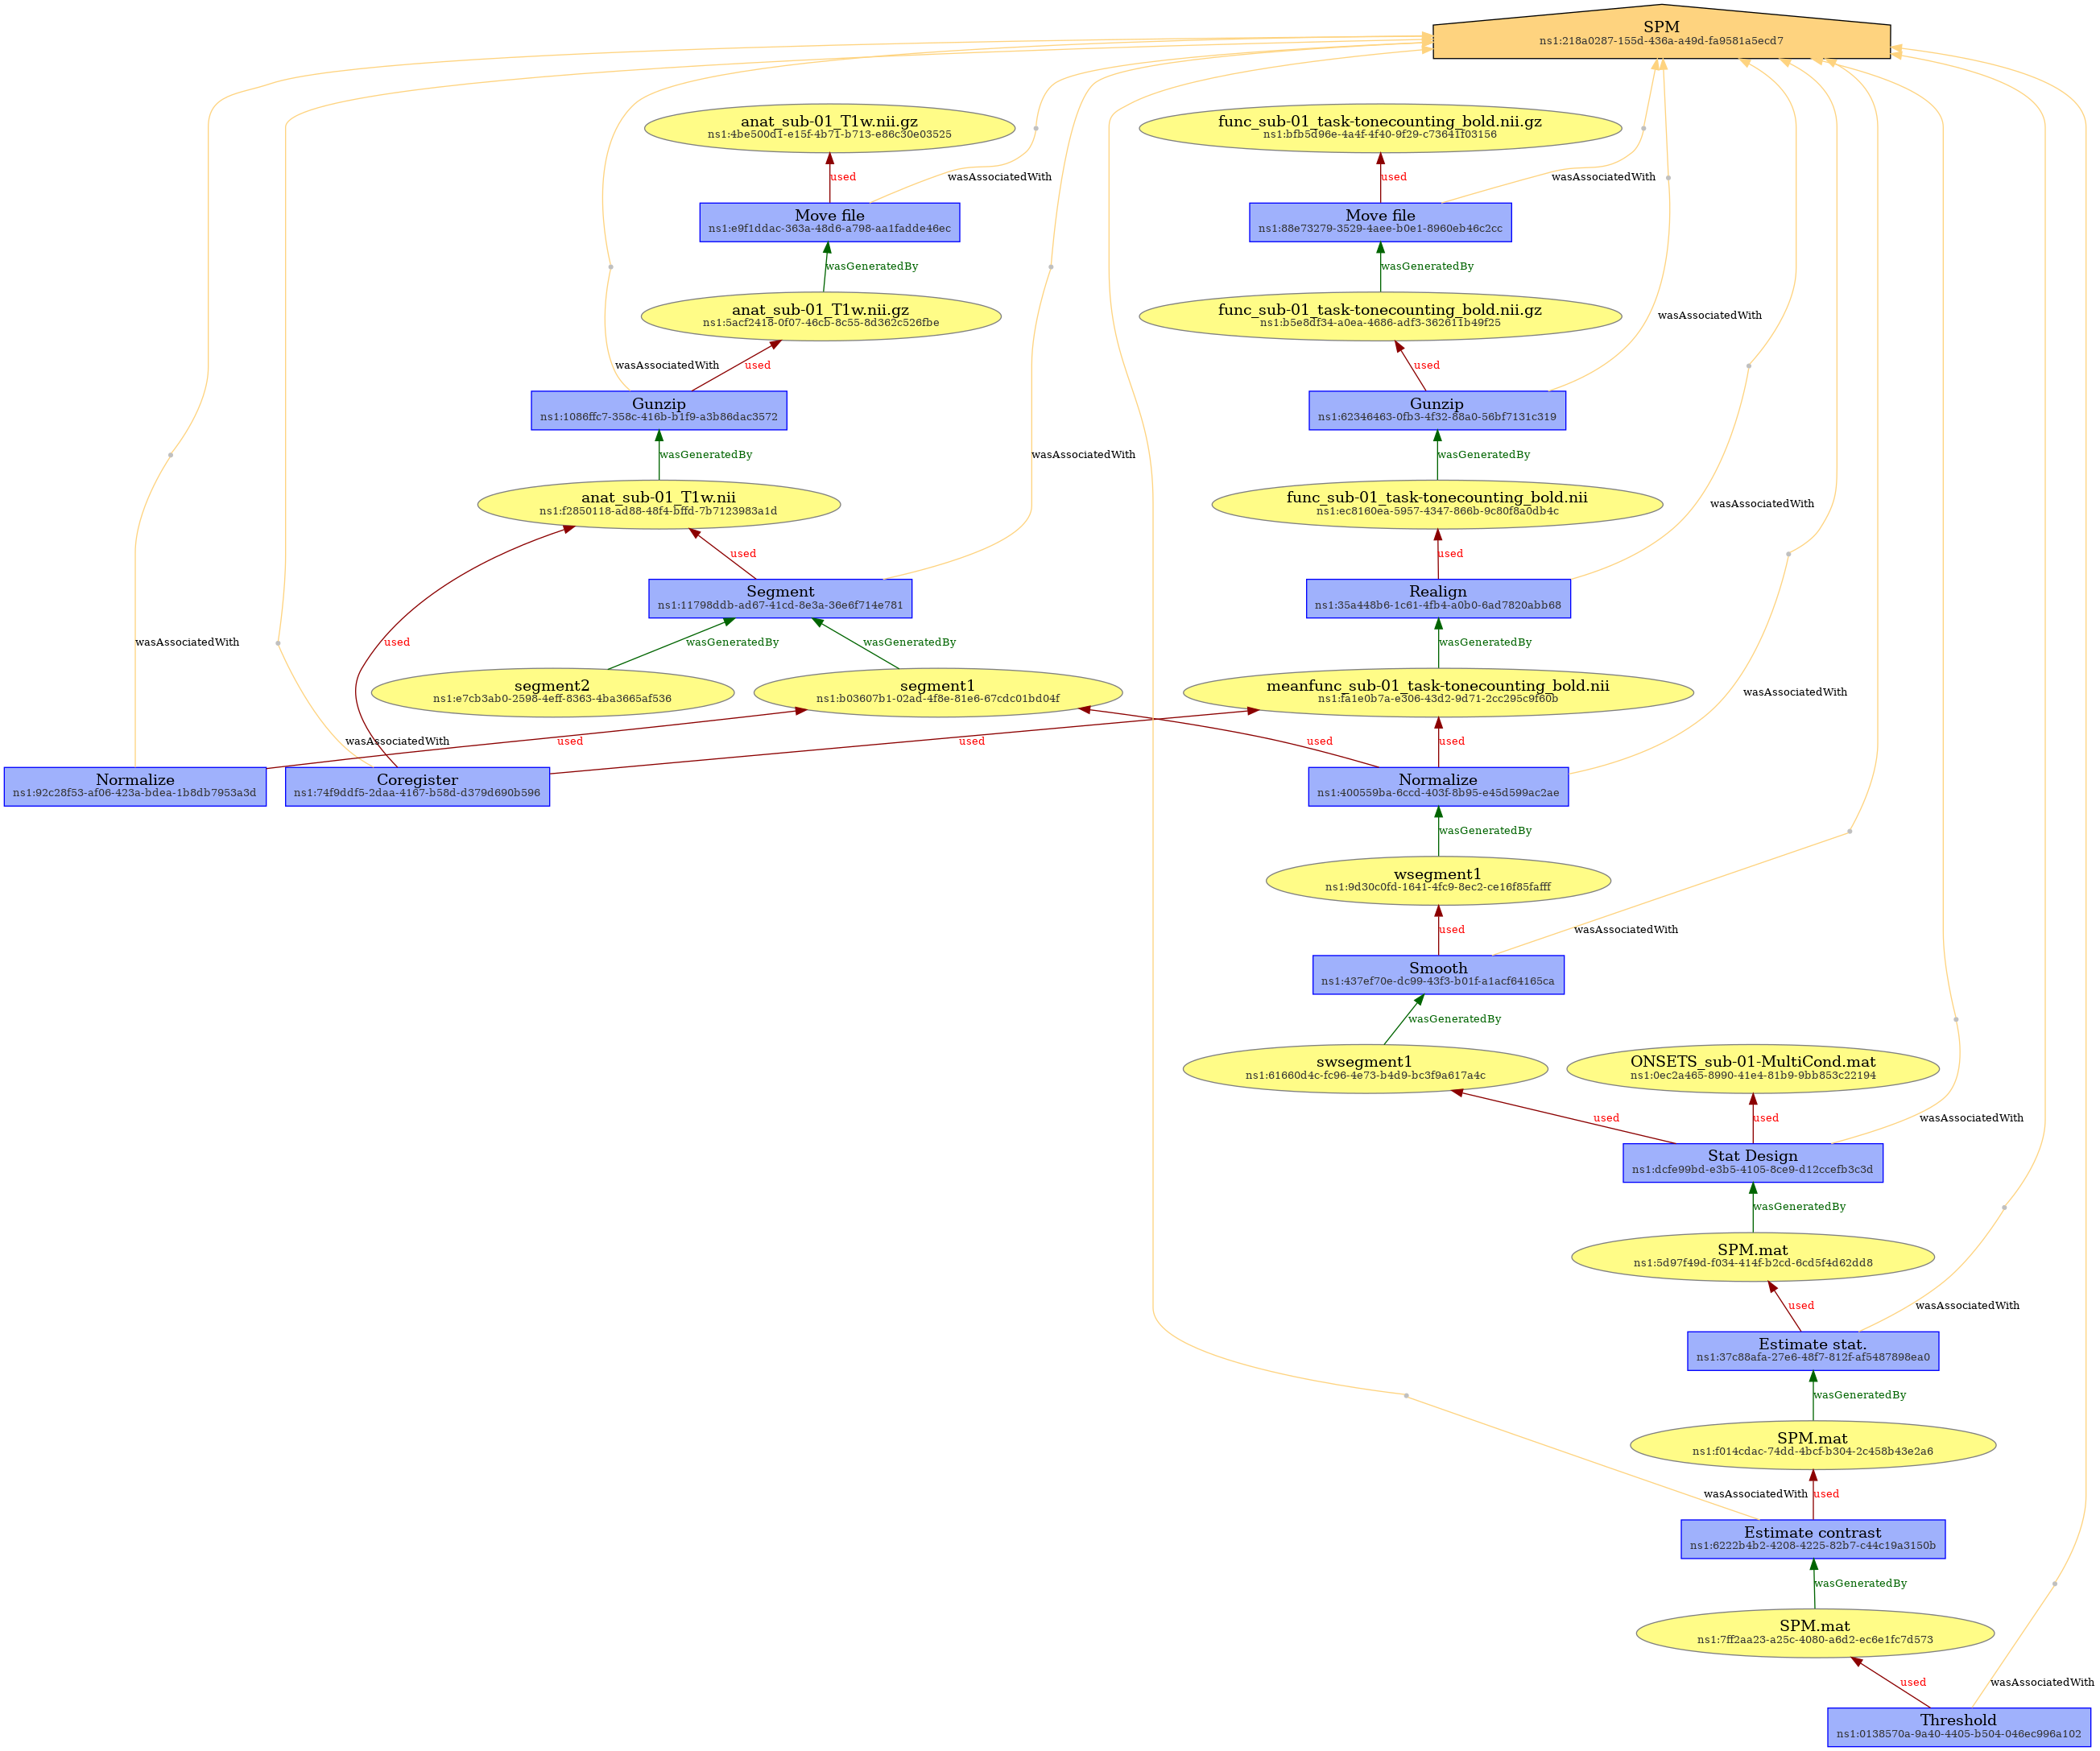 SPM
ns1:218a0287-155d-436a-a49d-fa9581a5ecd7
anat_sub-01_T1w.nii.gz
ns1:4be500d1-e15f-4b71-b713-e86c30e03525
func_sub-01_task-tonecounting_bold.nii.gz
ns1:bfb5d96e-4a4f-4f40-9f29-c73641f03156
used
wasAssociatedWith
used
wasAssociatedWith
Move file
ns1:e9f1ddac-363a-48d6-a798-aa1fadde46ec
Move file
ns1:88e73279-3529-4aee-b0e1-8960eb46c2cc
wasGeneratedBy
wasGeneratedBy
anat_sub-01_T1w.nii.gz
ns1:5acf2418-0f07-46cb-8c55-8d362c526fbe
func_sub-01_task-tonecounting_bold.nii.gz
ns1:b5e8df34-a0ea-4686-adf3-362611b49f25
wasAssociatedWith
wasAssociatedWith
used
used
Gunzip
ns1:1086ffc7-358c-416b-b1f9-a3b86dac3572
Gunzip
ns1:62346463-0fb3-4f32-88a0-56bf7131c319
wasGeneratedBy
wasAssociatedWith
wasGeneratedBy
anat_sub-01_T1w.nii
ns1:f2850118-ad88-48f4-bffd-7b7123983a1d
func_sub-01_task-tonecounting_bold.nii
ns1:ec8160ea-5957-4347-866b-9c80f8a0db4c
wasAssociatedWith
used
used
Segment
ns1:11798ddb-ad67-41cd-8e3a-36e6f714e781
Realign
ns1:35a448b6-1c61-4fb4-a0b0-6ad7820abb68
wasAssociatedWith
used
wasGeneratedBy
wasGeneratedBy
wasGeneratedBy
segment2
ns1:e7cb3ab0-2598-4eff-8363-4ba3665af536
segment1
ns1:b03607b1-02ad-4f8e-81e6-67cdc01bd04f
meanfunc_sub-01_task-tonecounting_bold.nii
ns1:fa1e0b7a-e306-43d2-9d71-2cc295c9f60b
wasAssociatedWith
wasAssociatedWith
used
used
used
used
Normalize
ns1:92c28f53-af06-423a-bdea-1b8db7953a3d
Coregister
ns1:74f9ddf5-2daa-4167-b58d-d379d690b596
Normalize
ns1:400559ba-6ccd-403f-8b95-e45d599ac2ae
wasGeneratedBy
wsegment1
ns1:9d30c0fd-1641-4fc9-8ec2-ce16f85fafff
used
wasAssociatedWith
Smooth
ns1:437ef70e-dc99-43f3-b01f-a1acf64165ca
wasGeneratedBy
swsegment1
ns1:61660d4c-fc96-4e73-b4d9-bc3f9a617a4c
ONSETS_sub-01-MultiCond.mat
ns1:0ec2a465-8990-41e4-81b9-9bb853c22194
used
used
wasAssociatedWith
Stat Design
ns1:dcfe99bd-e3b5-4105-8ce9-d12ccefb3c3d
wasGeneratedBy
SPM.mat
ns1:5d97f49d-f034-414f-b2cd-6cd5f4d62dd8
used
wasAssociatedWith
Estimate stat.
ns1:37c88afa-27e6-48f7-812f-af5487898ea0
wasGeneratedBy
SPM.mat
ns1:f014cdac-74dd-4bcf-b304-2c458b43e2a6
wasAssociatedWith
used
Estimate contrast
ns1:6222b4b2-4208-4225-82b7-c44c19a3150b
wasGeneratedBy
SPM.mat
ns1:7ff2aa23-a25c-4080-a6d2-ec6e1fc7d573
used
wasAssociatedWith
Threshold
ns1:0138570a-9a40-4405-b504-046ec996a102